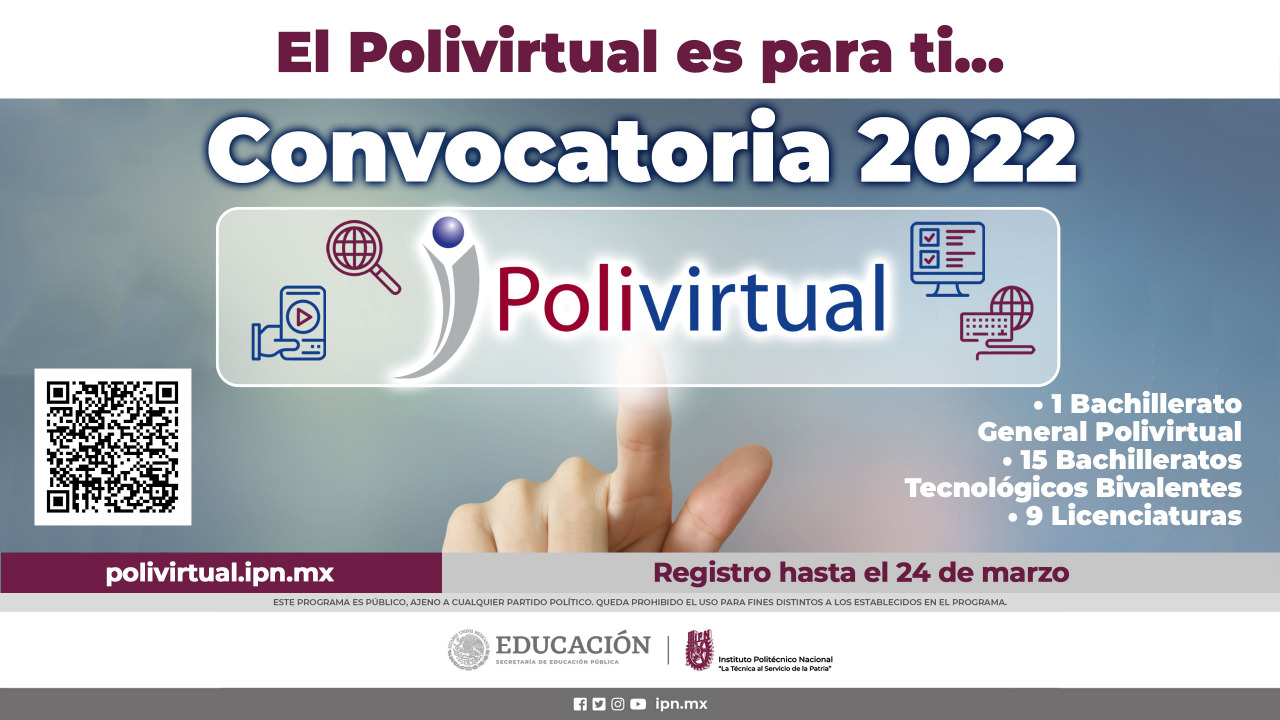 El Polivirtual es para ti...
Convocatoria 2022
Polivirtual
• 1 Bachillerato
General Polivirtual
• 15 Bachilleratos
Tecnológicos Bivalentes
• 9 Licenciaturas
polivirtual.ipn.mx
Registro hasta el 24 de marzo
ESTE PROGRAMA ES PÚBLICO, AJENO A CUALQUIER PARTIDO POLÍTICO. QUEDA PROHIBIDO EL USO PARA FINES DISTINTOS A LOS ESTABLECIDOS EN EL PROGRAMA.
EDUCACIÓN
SECRETARÍA DE EDUCACIÓN PÚBLICA
IPN
Instituto Politécnico Nacional
"La Técnica al Servicio de la Patria"
ipn.mx